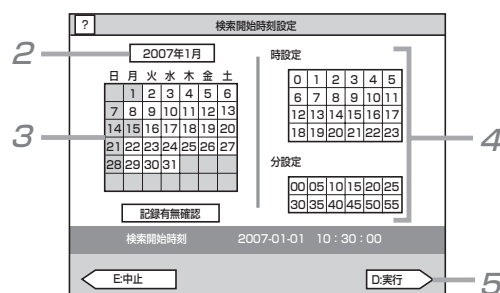 ?
検索開始時刻設定
2
2007年1月
日 月 火 水 木 金 土
1 2 3 4 5 6
7 8 9 10 11 12 13
14 15 16 17 18 19 20
21 22 23 24 25 26 27
28 29 30 31
3
記録有無確認
時設定
0 1 2 3 4 5
6 7 8 9 10 11
12 13 14 15 16 17
18 19 20 21 22 23
分設定
00 05 10 15 20 25
30 35 40 45 50 55
4
検索開始時刻 2007-01-01 10:30:00
E:中止
D:実行
5